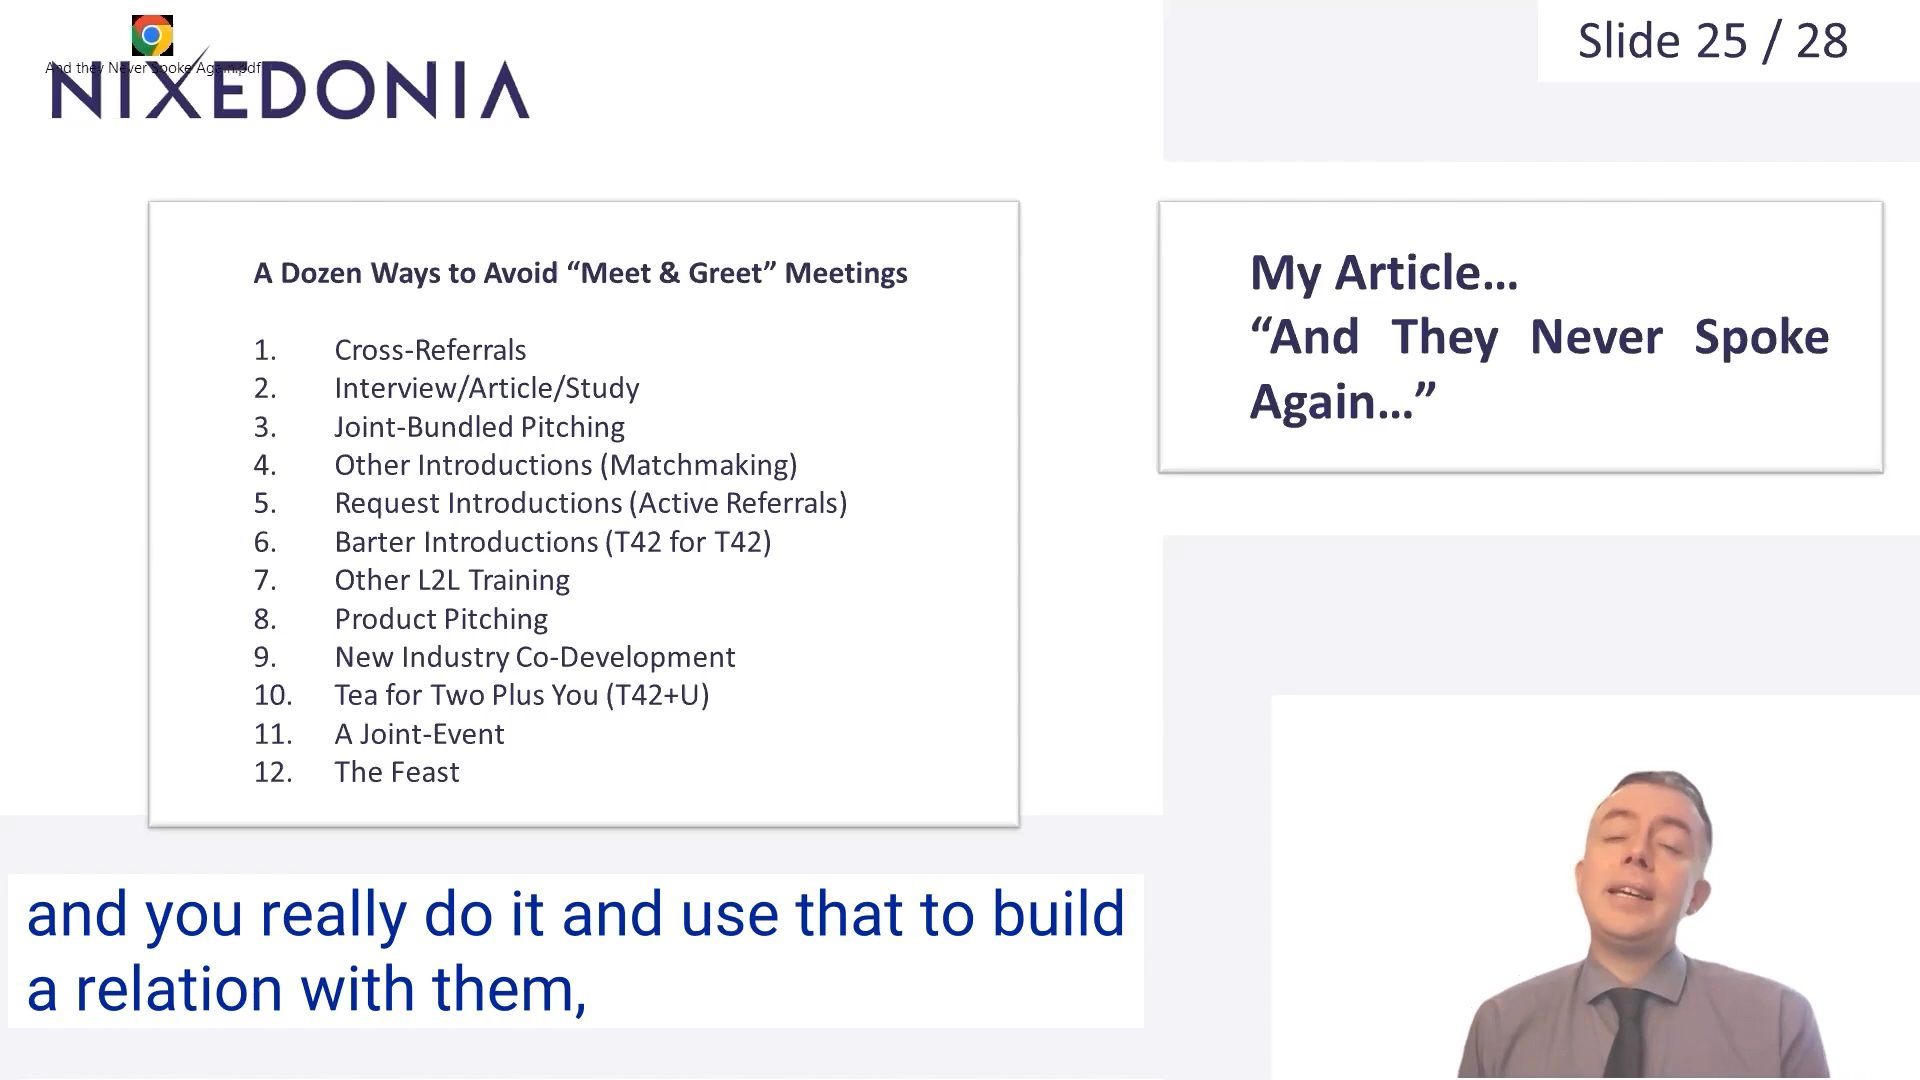 And they Never Spoke Again.pdf
NIXEDONIA
Slide 25 / 28
A Dozen Ways to Avoid “Meet & Greet” Meetings
1. Cross-Referrals
2. Interview/Article/Study
3. Joint-Bundled Pitching
4. Other Introductions (Matchmaking)
5. Request Introductions (Active Referrals)
6. Barter Introductions (T42 for T42)
7. Other L2L Training
8. Product Pitching
9. New Industry Co-Development
10. Tea for Two Plus You (T42+U)
11. A Joint-Event
12. The Feast
My Article…
“And They Never Spoke
Again…”
and you really do it and use that to build
a relation with them,